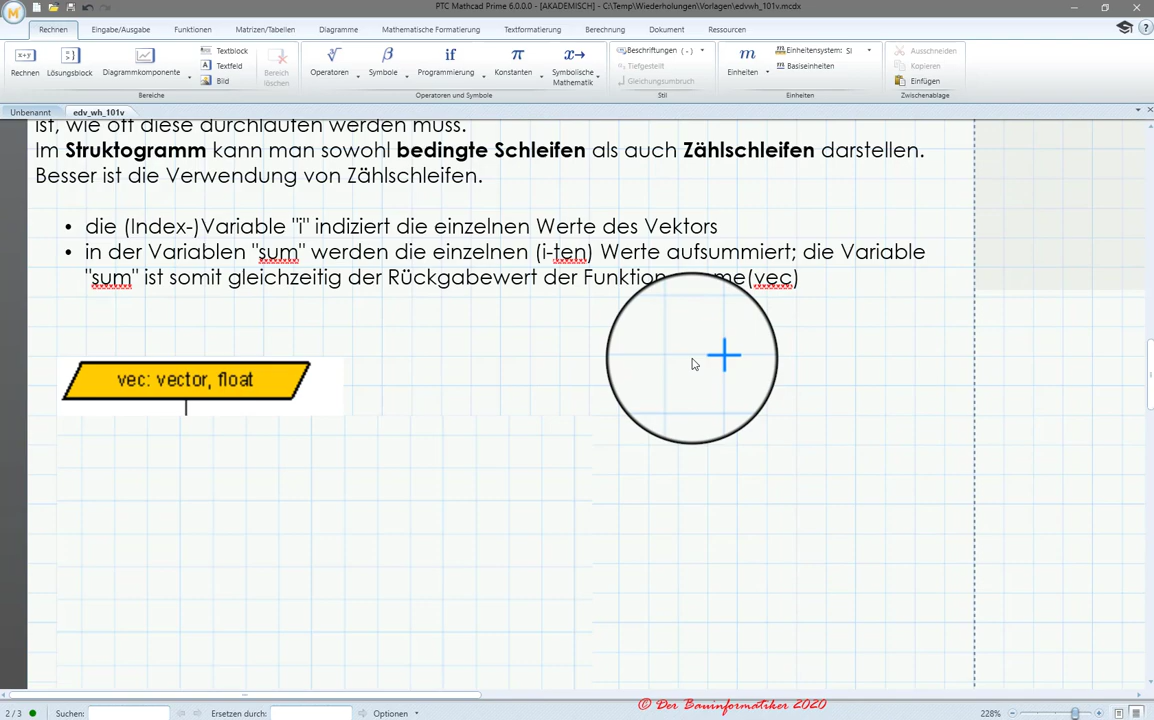 PTC Mathcad Prime 6.0.0.0 - [AKADEMISCH] - C:\Temp\Wiederholungen\Vorlagen\edvwh_101v.mcdx
Rechnen Eingabe/Ausgabe Funktionen Matrizen/Tabellen Diagramme Mathematische Formatierung Textformatierung Berechnung Dokument Ressourcen
Rechnen Lösungsblock Diagrammkomponente Textblock Textfeld Bild Bereich löschen
Operatoren Symbole Programmierung Konstanten Symbolische Mathematik
Beschriftungen (-) Tiefgestellt Gleichungsumbruch
Einheiten Einheitensystem: SI Basiseinheiten
Ausschneiden Kopieren Einfügen
Bereiche Operatoren und Symbole Stil Einheiten Zwischenablage
Unbenannt edv_wh_101v
ist, wie oft diese durchlaufen werden muss.
Im Struktogramm kann man sowohl bedingte Schleifen als auch Zählschleifen darstellen.
Besser ist die Verwendung von Zählschleifen.
• die (Index-)Variable "i" indiziert die einzelnen Werte des Vektors
• in der Variablen "sum" werden die einzelnen (i-ten) Werte aufsummiert; die Variable
"sum" ist somit gleichzeitig der Rückgabewert der Funktion me(vec)
vec: vector, float
© Der Bauinformatiker 2020
2 / 3 Suchen: Ersetzen durch: Optionen 228%